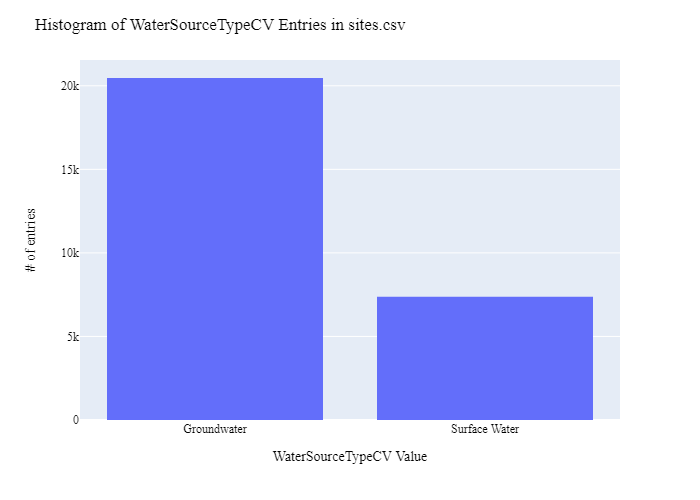 Histogram of WaterSourceTypeCV Entries in sites.csv
# of entries
20k
15k
10k
5k
0
Groundwater
Surface Water
WaterSourceTypeCV Value